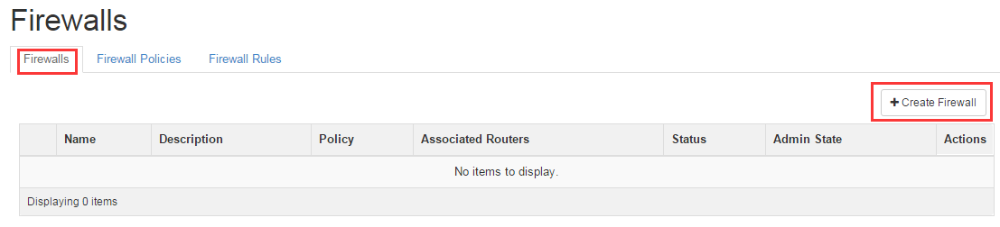 Firewalls
Firewalls Firewall Policies Firewall Rules
+ Create Firewall
Name Description Policy Associated Routers Status Admin State Actions
No items to display.
Displaying 0 items